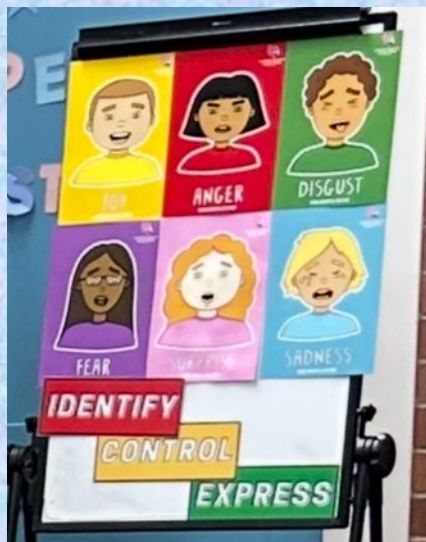 JOY
ANGER
DISGUST
FEAR
SURPRISE
SADNESS
IDENTIFY
CONTROL
EXPRESS